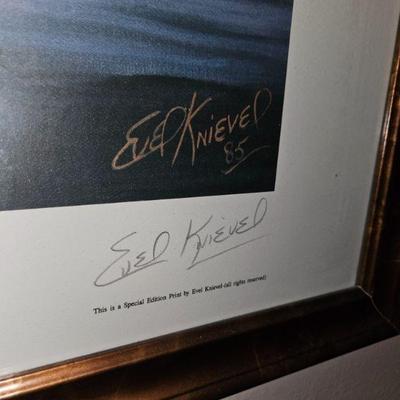 Evel Knievel
85
Evel Knievel
This is a Special Edition Print by Evel Knievel-(all rights reserved)